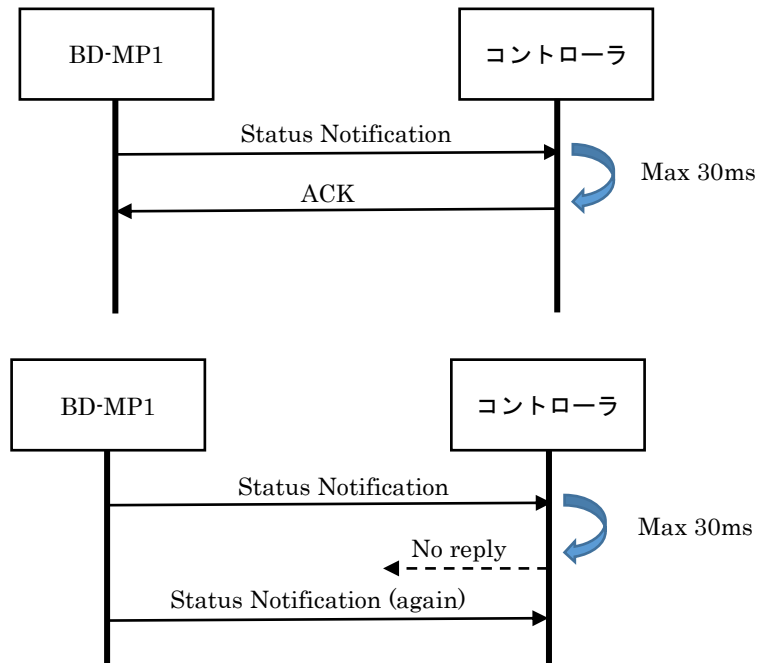 BD-MP1
コントローラ
Status Notification
Max 30ms
ACK
BD-MP1
コントローラ
Status Notification
Max 30ms
No reply
Status Notification (again)